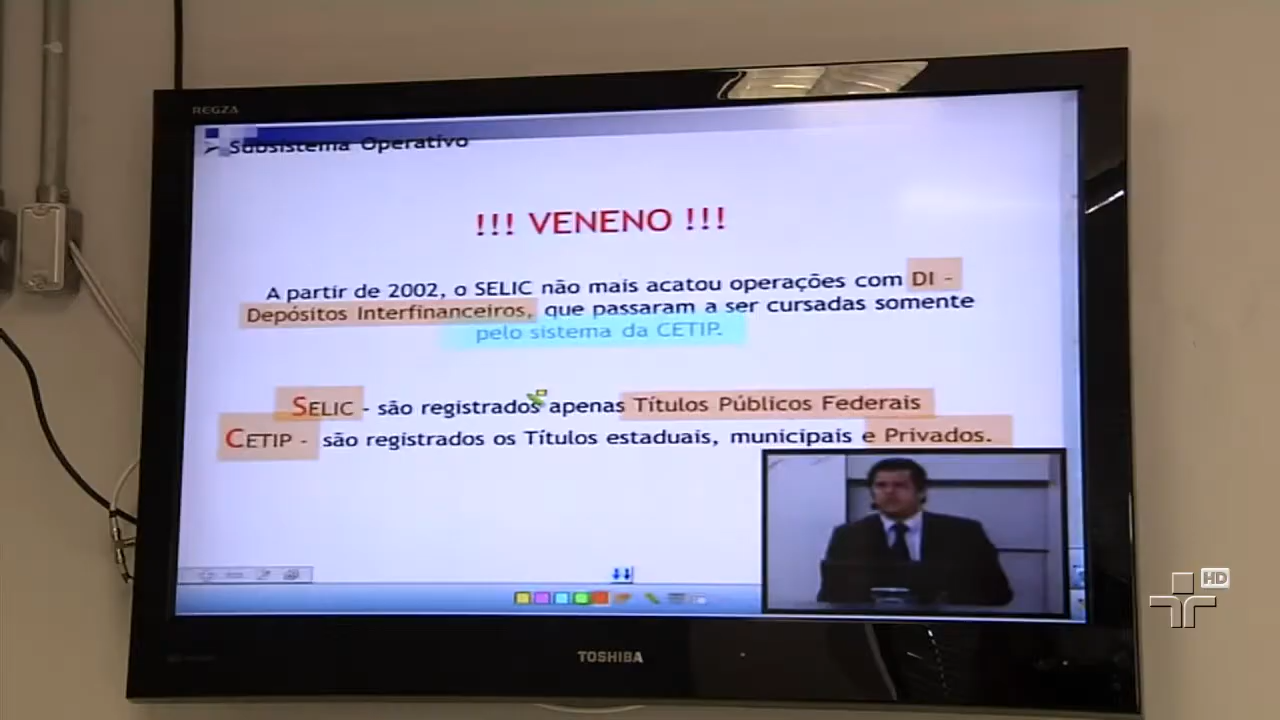 REGZA
➢ Subsistema Operativo
!!! VENENO !!!
A partir de 2002, o SELIC não mais acatou operações com DI -
Depósitos Interfinanceiros, que passaram a ser cursadas somente
pelo sistema da CETIP.
SELIC - são registrados apenas Títulos Públicos Federais
CETIP - são registrados os Títulos estaduais, municipais e Privados.
TOSHIBA
HD